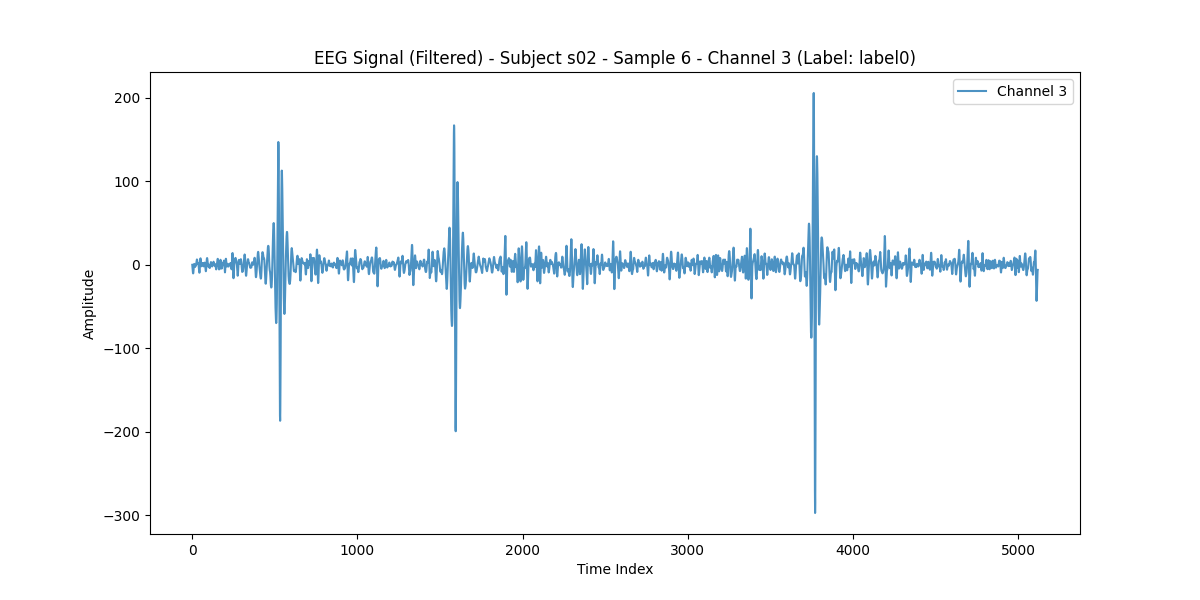 EEG Signal (Filtered) - Subject s02 - Sample 6 - Channel 3 (Label: label0)
Channel 3
200
100
0
−100
−200
−300
Amplitude
0 1000 2000 3000 4000 5000
Time Index